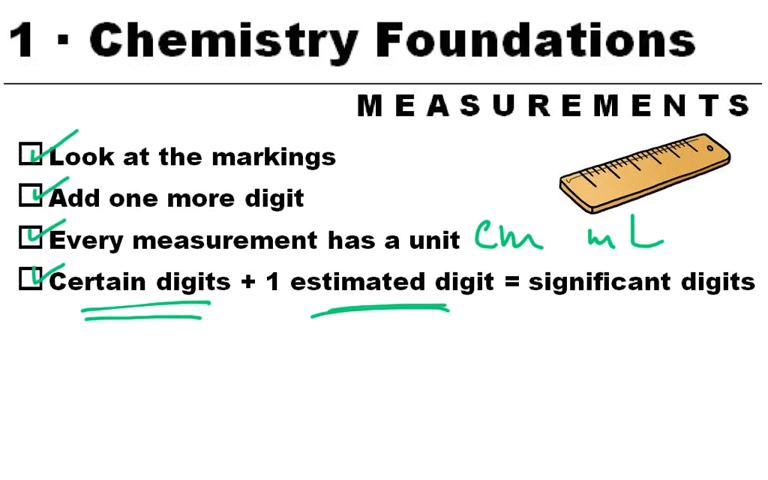 1 · Chemistry Foundations
MEASUREMENTS
Look at the markings
Add one more digit
Every measurement has a unit cm mL
Certain digits + 1 estimated digit = significant digits